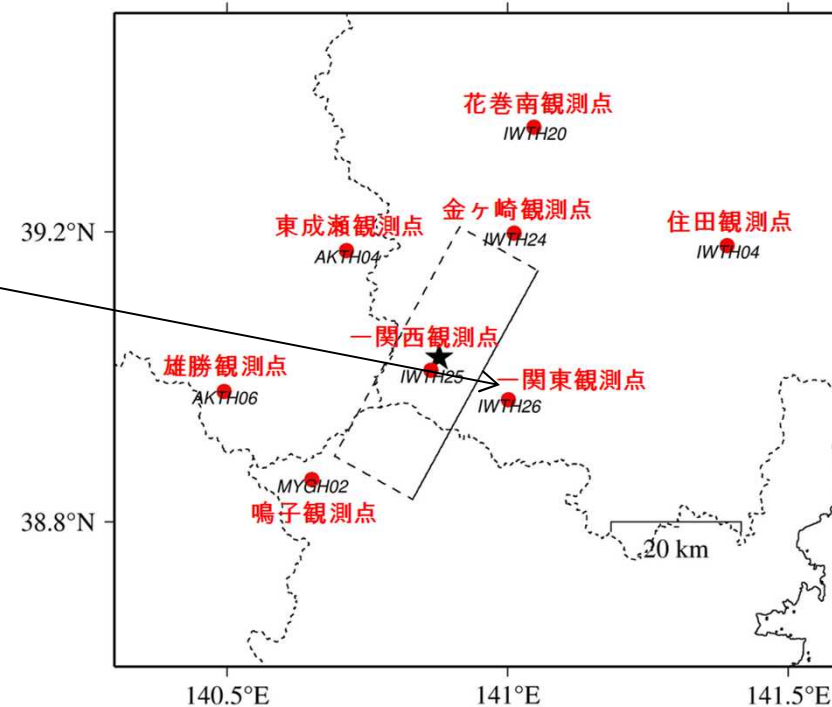 花巻南観測点
IWTH20
金ヶ崎観測点
IWTH24
東成瀬観測点
AKTH04
住田観測点
IWTH04
39.2°N
一関西観測点
IWTH25
雄勝観測点
AKTH06
一関東観測点
IWTH26
MYGH02
鳴子観測点
38.8°N
20 km
140.5°E
141°E
141.5°E